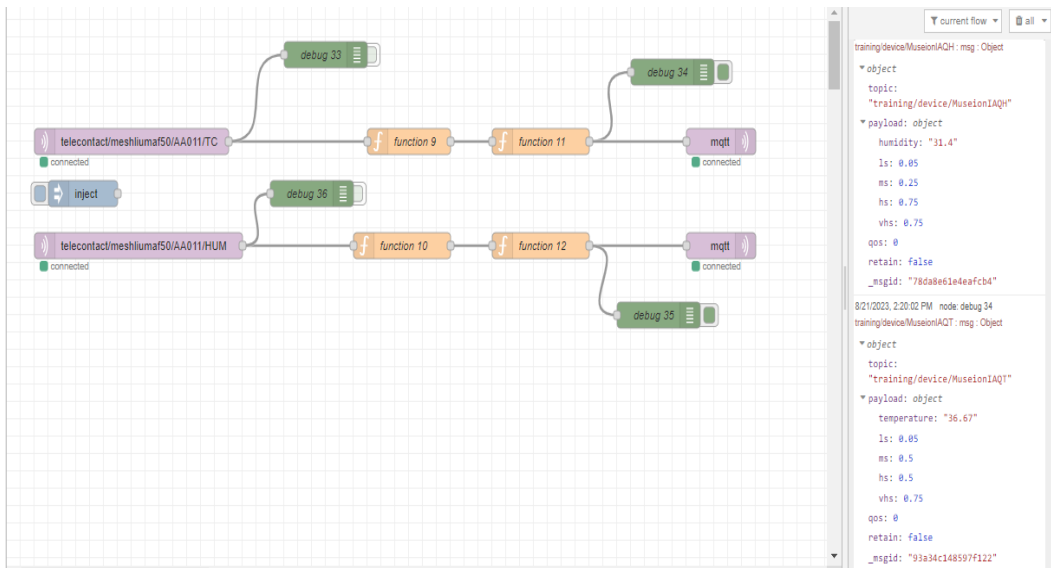 debug 33
debug 34
telecontact/meshliumaf50/AA011/TC
function 9
function 11
mqtt
connected
connected
inject
debug 36
telecontact/meshliumaf50/AA011/HUM
function 10
function 12
mqtt
connected
connected
debug 35
current flow
all
training/device/MuseionIAQH : msg : Object
object
topic:
"training/device/MuseionIAQH"
payload: object
humidity: "31.4"
ls: 0.05
ms: 0.25
hs: 0.75
vhs: 0.75
qos: 0
retain: false
_msgid: "78da8e61e4eafcb4"
8/21/2023, 2:20:02 PM node: debug 34
training/device/MuseionIAQT : msg : Object
object
topic:
"training/device/MuseionIAQT"
payload: object
temperature: "36.67"
ls: 0.05
ms: 0.5
hs: 0.5
vhs: 0.75
qos: 0
retain: false
_msgid: "93a34c148597f122"